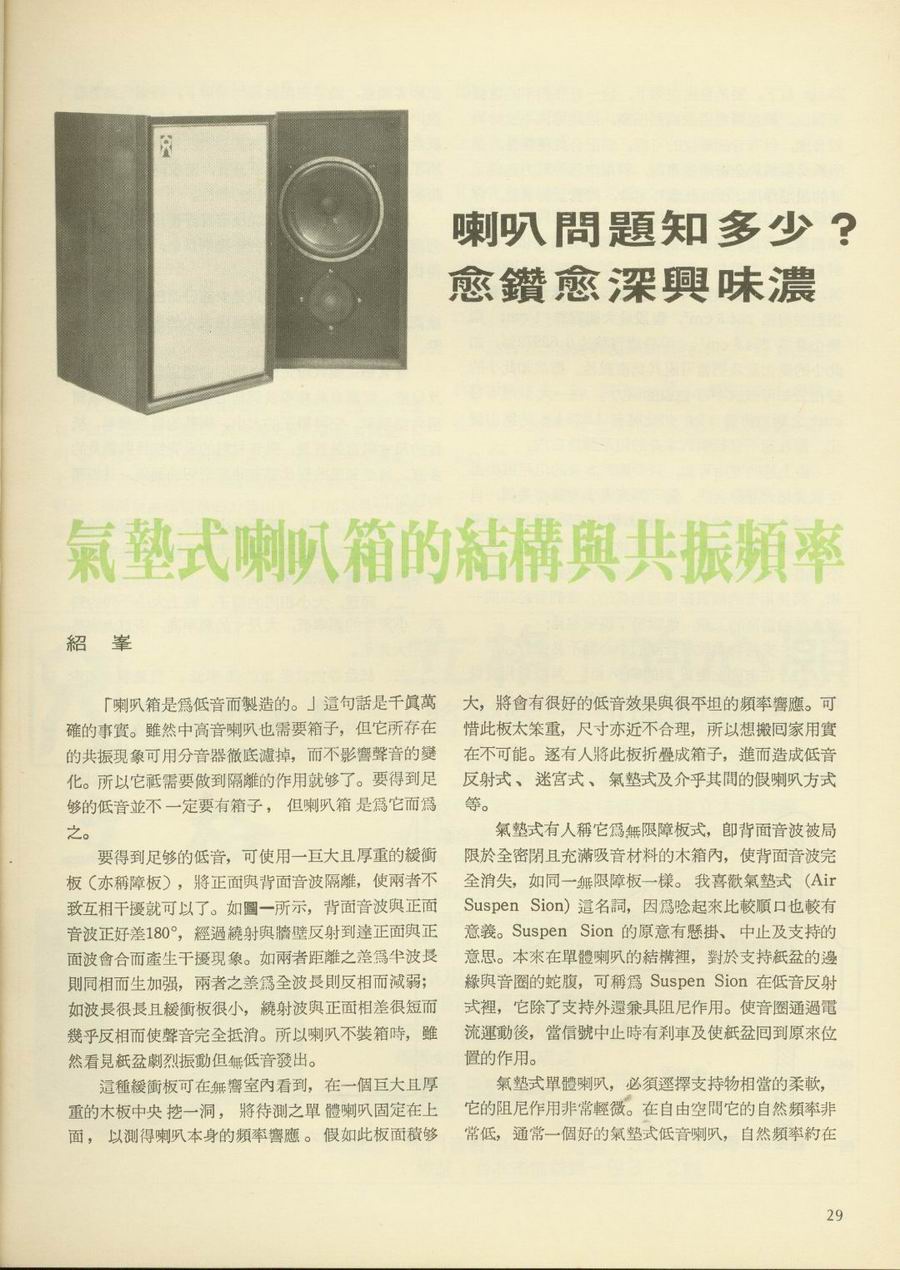 喇叭問題知多少？
愈鑽愈深興味濃
氣墊式喇叭箱的結構與共振頻率
紹 峯
「喇叭箱是爲低音而製造的。」這句話是千眞萬
確的事實。雖然中高音喇叭也需要箱子，但它所存在
的共振現象可用分音器徹底濾掉，而不影響聲音的變
化。所以它祇需要做到隔離的作用就够了。要得到足
够的低音並不一定要有箱子，但喇叭箱是爲它而爲
之。
要得到足够的低音，可使用一巨大且厚重的緩衝
板（亦稱障板），將正面與背面音波隔離，使兩者不
致互相干擾就可以了。如圖一所示，背面音波與正面
音波正好差180°，經過繞射與牆壁反射到達正面與正
面波會合而產生干擾現象。如兩者距離之差爲半波長
則同相而生加强，兩者之差爲全波長則反相而減弱；
如波長很長且緩衝板很小，繞射波與正面相差很短而
幾乎反相而使聲音完全抵消。所以喇叭不裝箱時，雖
然看見紙盆劇烈振動但無低音發出。
這種緩衝板可在無響室內看到，在一個巨大且厚
重的木板中央挖一洞，將待測之單體喇叭固定在上
面，以測得喇叭本身的頻率響應。假如此板面積够
大，將會有很好的低音效果與很平坦的頻率響應。可
惜此板太笨重，尺寸亦近不合理，所以想搬囘家用實
在不可能。逐有人將此板折疊成箱子，進而造成低音
反射式、迷宮式、氣墊式及介乎其間的假喇叭方式
等。
氣墊式有人稱它爲無限障板式，卽背面音波被局
限於全密閉且充滿吸音材料的木箱內，使背面音波完
全消失，如同一無限障板一樣。我喜歡氣墊式 (Air
Suspen Sion) 這名詞，因爲唸起來比較順口也較有
意義。Suspen Sion 的原意有懸掛、中止及支持的
意思。本來在單體喇叭的結構裡，對於支持紙盆的邊
緣與音圈的蛇腹，可稱爲 Suspen Sion 在低音反射
式裡，它除了支持外還兼具阻尼作用。使音圈通過電
流運動後，當信號中止時有刹車及使紙盆囘到原來位
置的作用。
氣墊式單體喇叭，必須逕擇支持物相當的柔軟，
它的阻尼作用非常輕微。在自由空間它的自然頻率非
常低，通常一個好的氣墊式低音喇叭，自然頻率約在
29